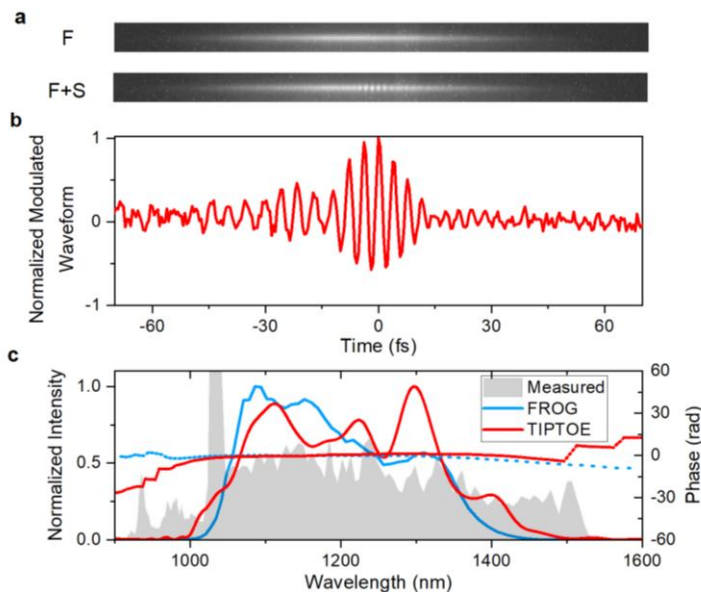 a
F
F+S
b
1
0
-1
Normalized Modulated
Waveform
-60
-30
0
30
60
Time (fs)
c
1.0
0.5
0.0
Normalized Intensity
Measured
FROG
TIPTOE
60
30
0
-30
-60
Phase (rad)
1000
1200
1400
1600
Wavelength (nm)